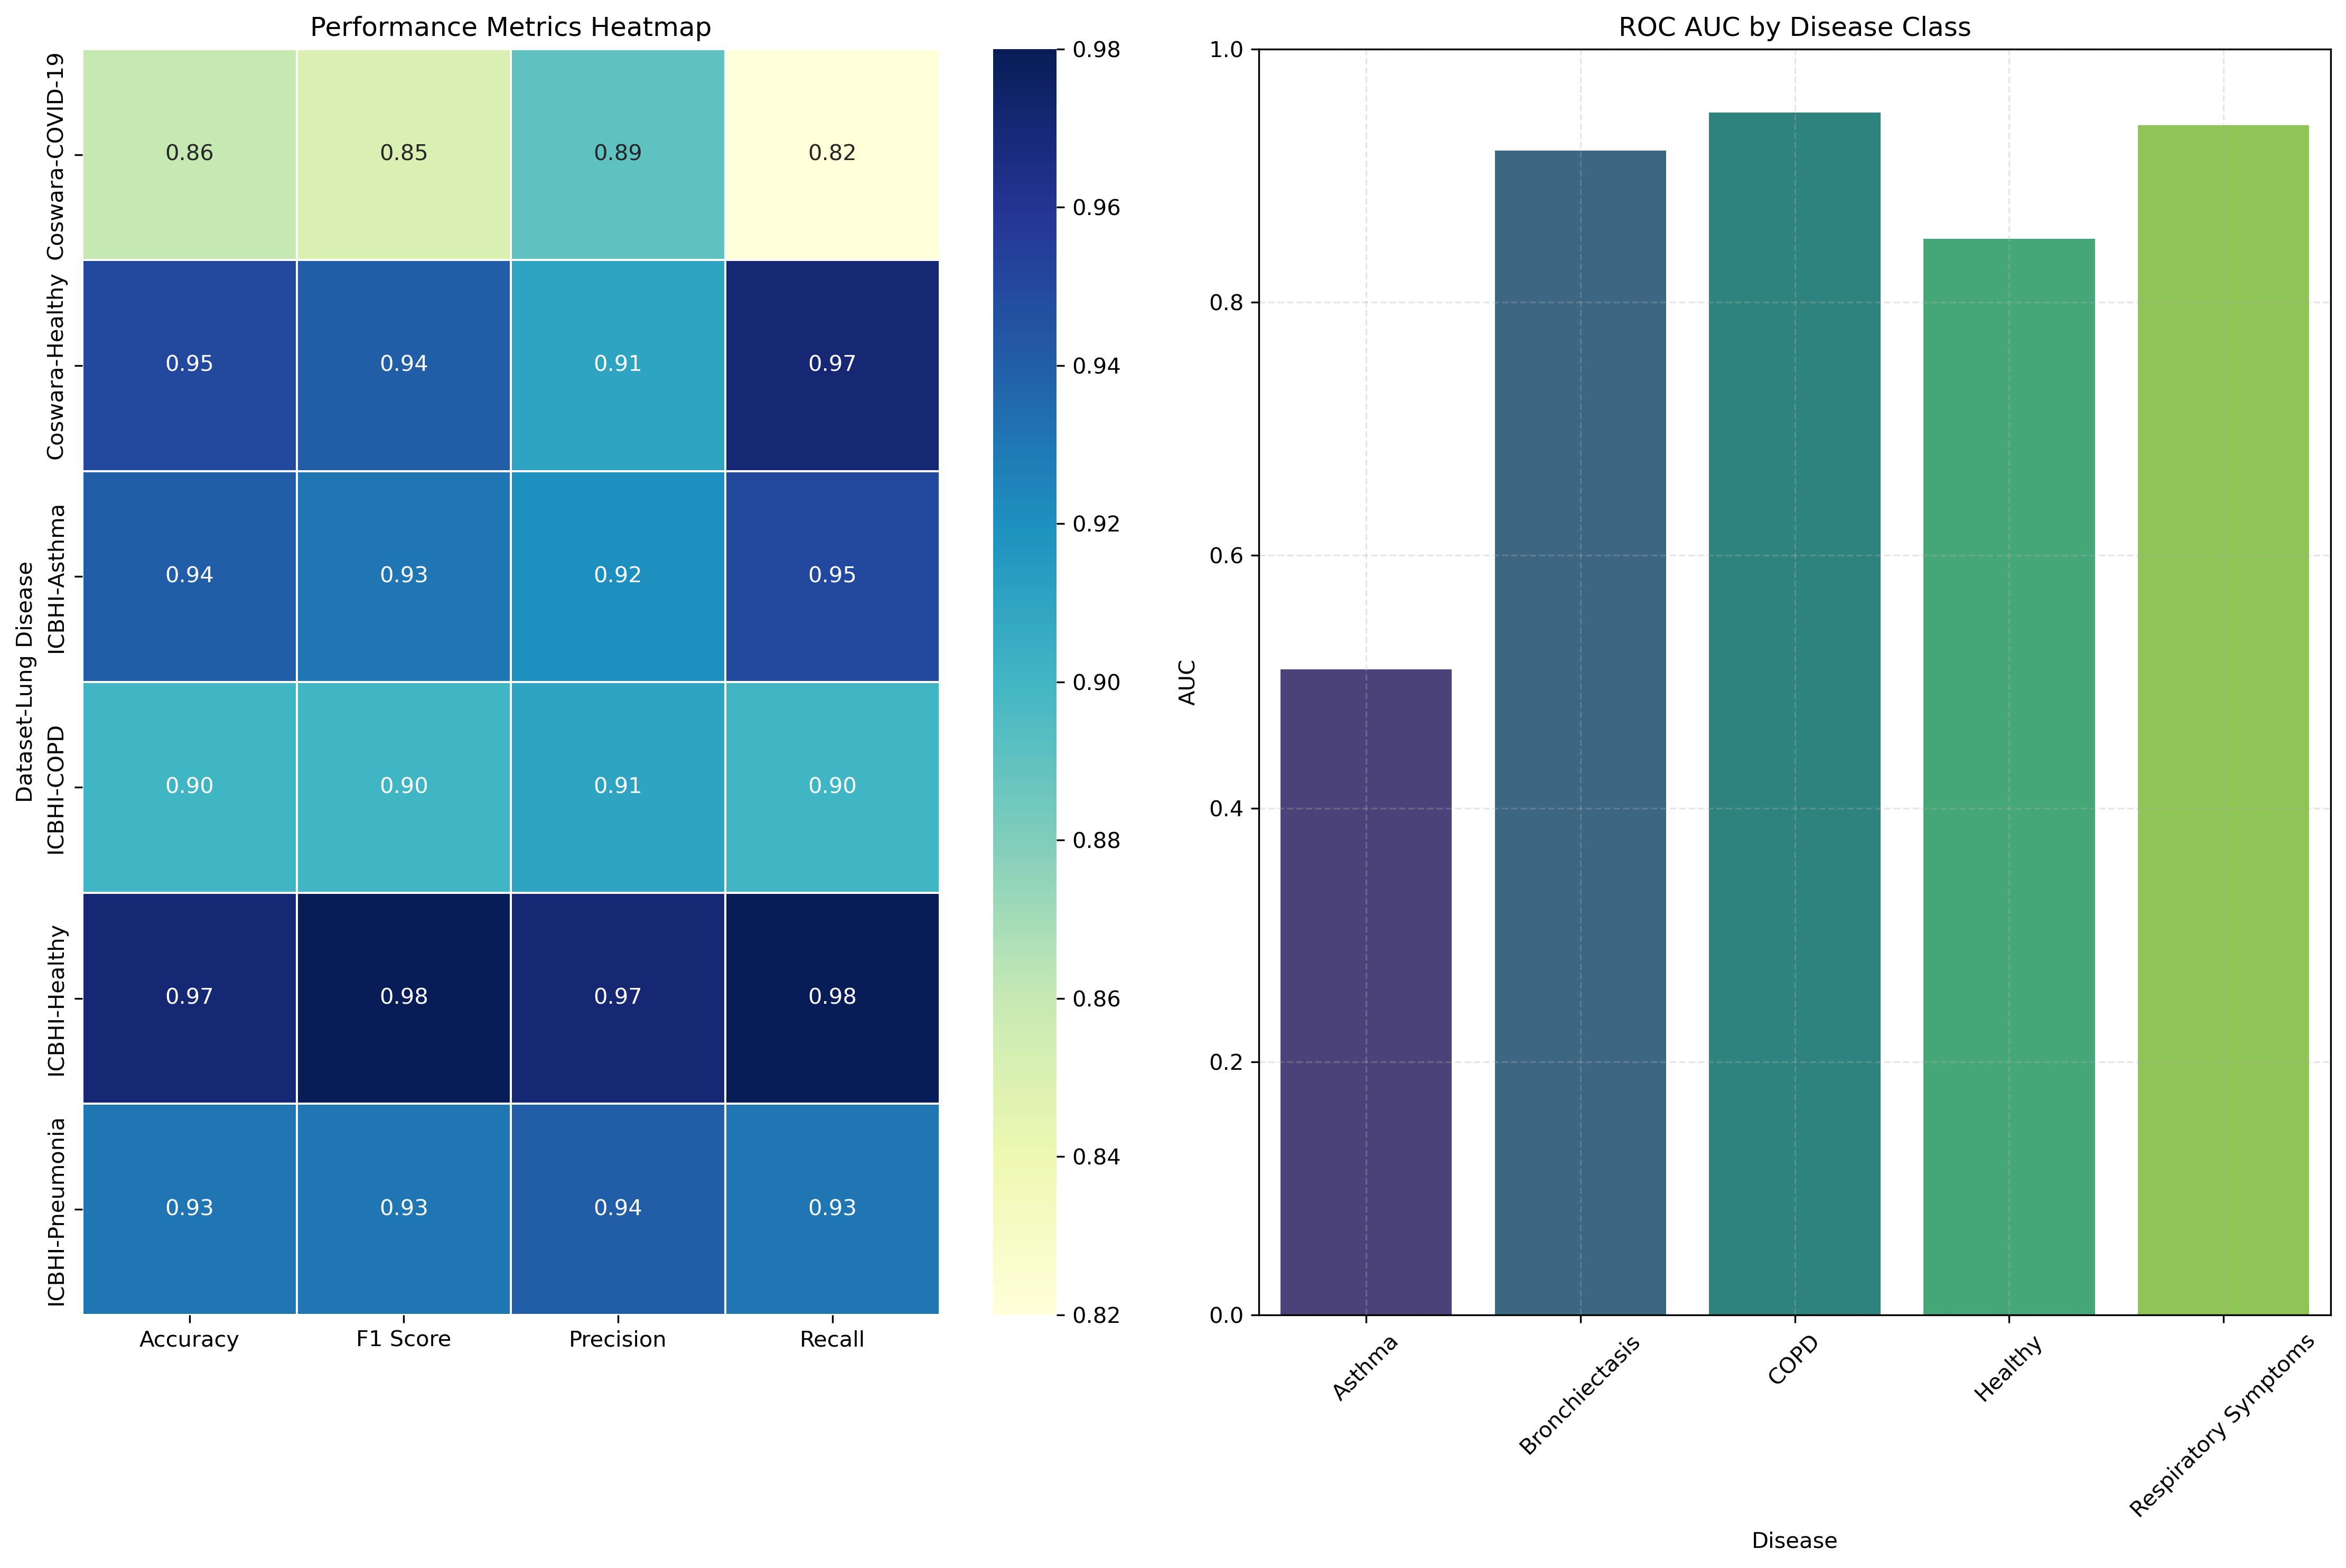 Performance Metrics Heatmap
Dataset-Lung Disease
Coswara-COVID-19
0.86 0.85 0.89 0.82
Coswara-Healthy
0.95 0.94 0.91 0.97
ICBHI-Asthma
0.94 0.93 0.92 0.95
ICBHI-COPD
0.90 0.90 0.91 0.90
ICBHI-Healthy
0.97 0.98 0.97 0.98
ICBHI-Pneumonia
0.93 0.93 0.94 0.93
Accuracy F1 Score Precision Recall
0.98
0.96
0.94
0.92
0.90
0.88
0.86
0.84
0.82
ROC AUC by Disease Class
AUC
1.0
0.8
0.6
0.4
0.2
0.0
Asthma
Bronchiectasis
COPD
Healthy
Respiratory Symptoms
Disease